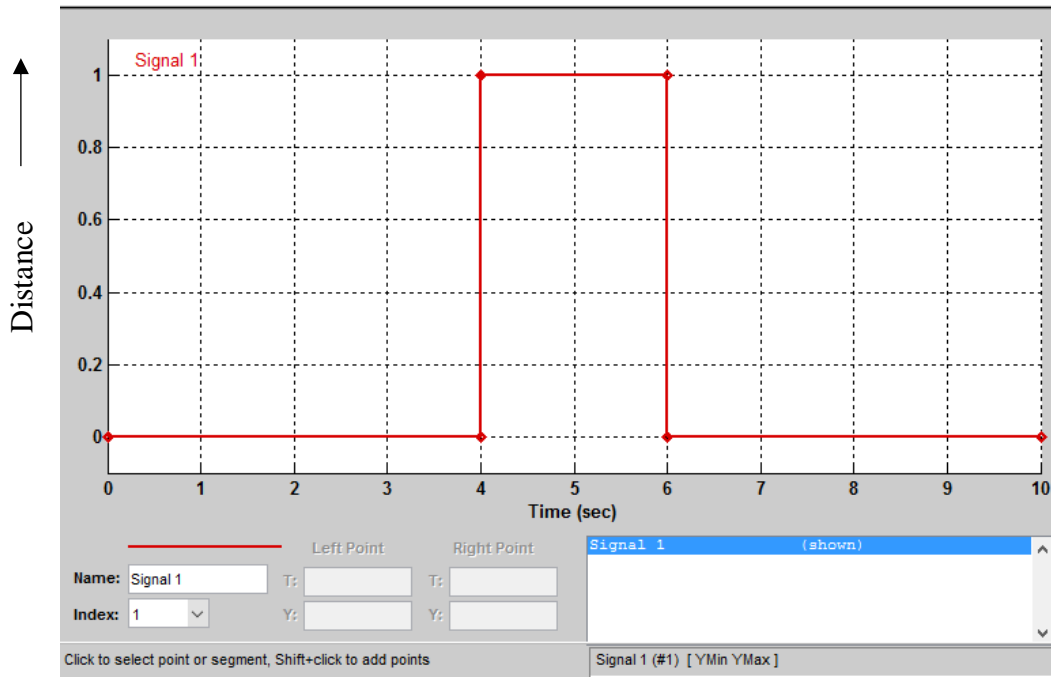 Distance
Signal 1
1
0.8
0.6
0.4
0.2
0
0 1 2 3 4 5 6 7 8 9 10
Time (sec)
Left Point Right Point
Name: Signal 1 T: T:
Index: 1 Y: Y:
Signal 1 (shown)
Click to select point or segment, Shift+click to add points
Signal 1 (#1) [ YMin YMax ]